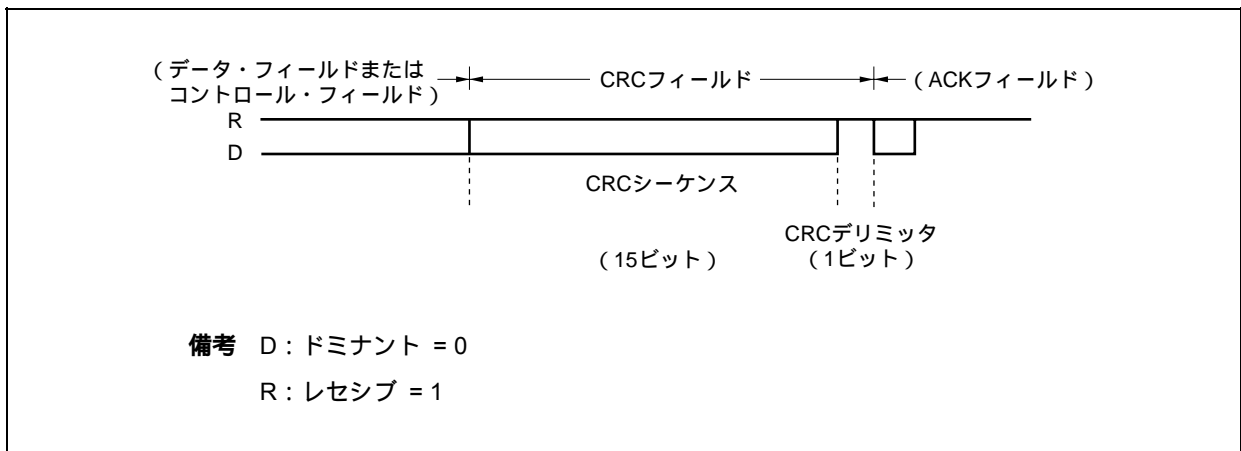 （データ・フィールドまたは
コントロール・フィールド）
CRCフィールド
（ACKフィールド）
R
D
CRCシーケンス
CRCデリミッタ
（15ビット）
（1ビット）
備考 D：ドミナント = 0
R：レセシブ = 1